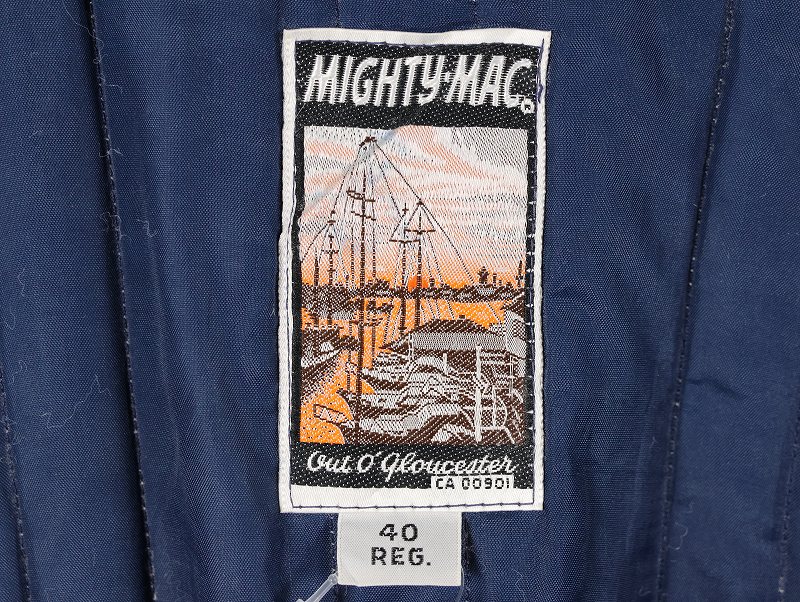 MIGHTY-MAC®
Out O' Gloucester
CA 00901
40
REG.